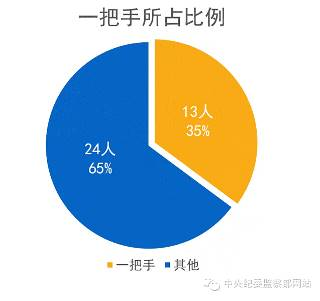 一把手所占比例
13人
35%
24人
65%
一把手 其他
中央纪委监察部网站